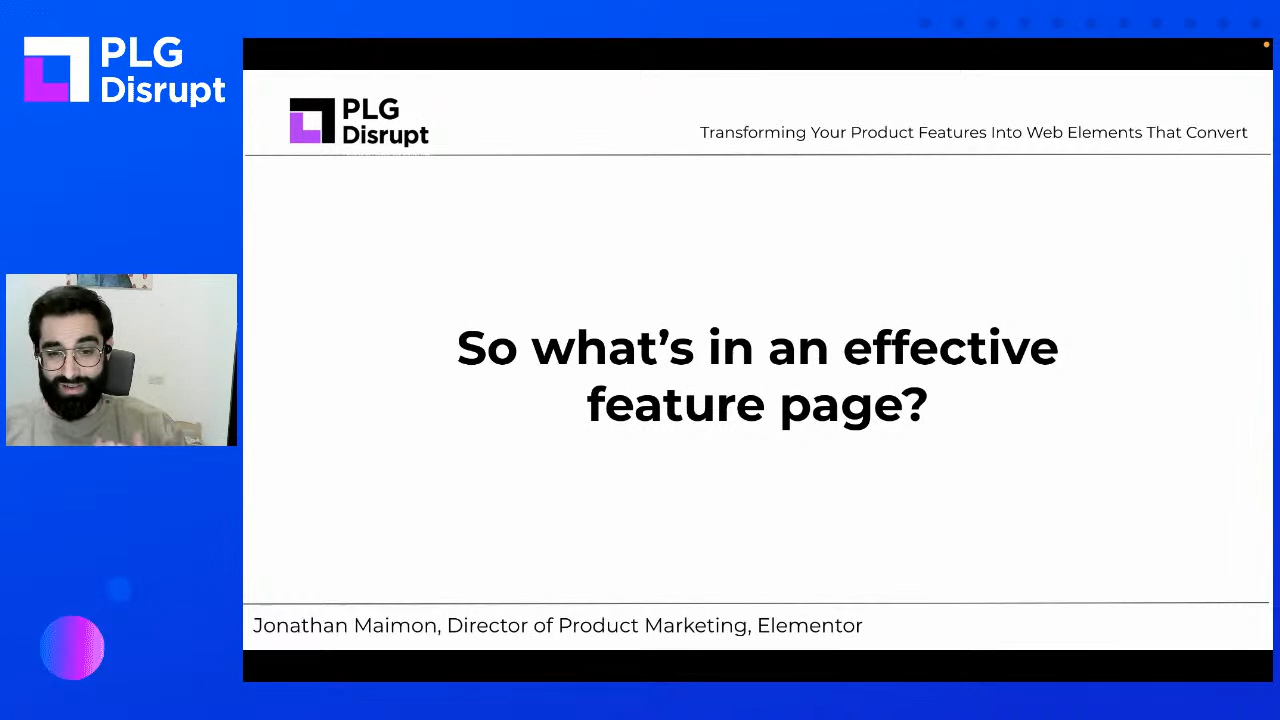 PLG
Disrupt
PLG
Disrupt
Transforming Your Product Features Into Web Elements That Convert
So what's in an effective
feature page?
Jonathan Maimon, Director of Product Marketing, Elementor